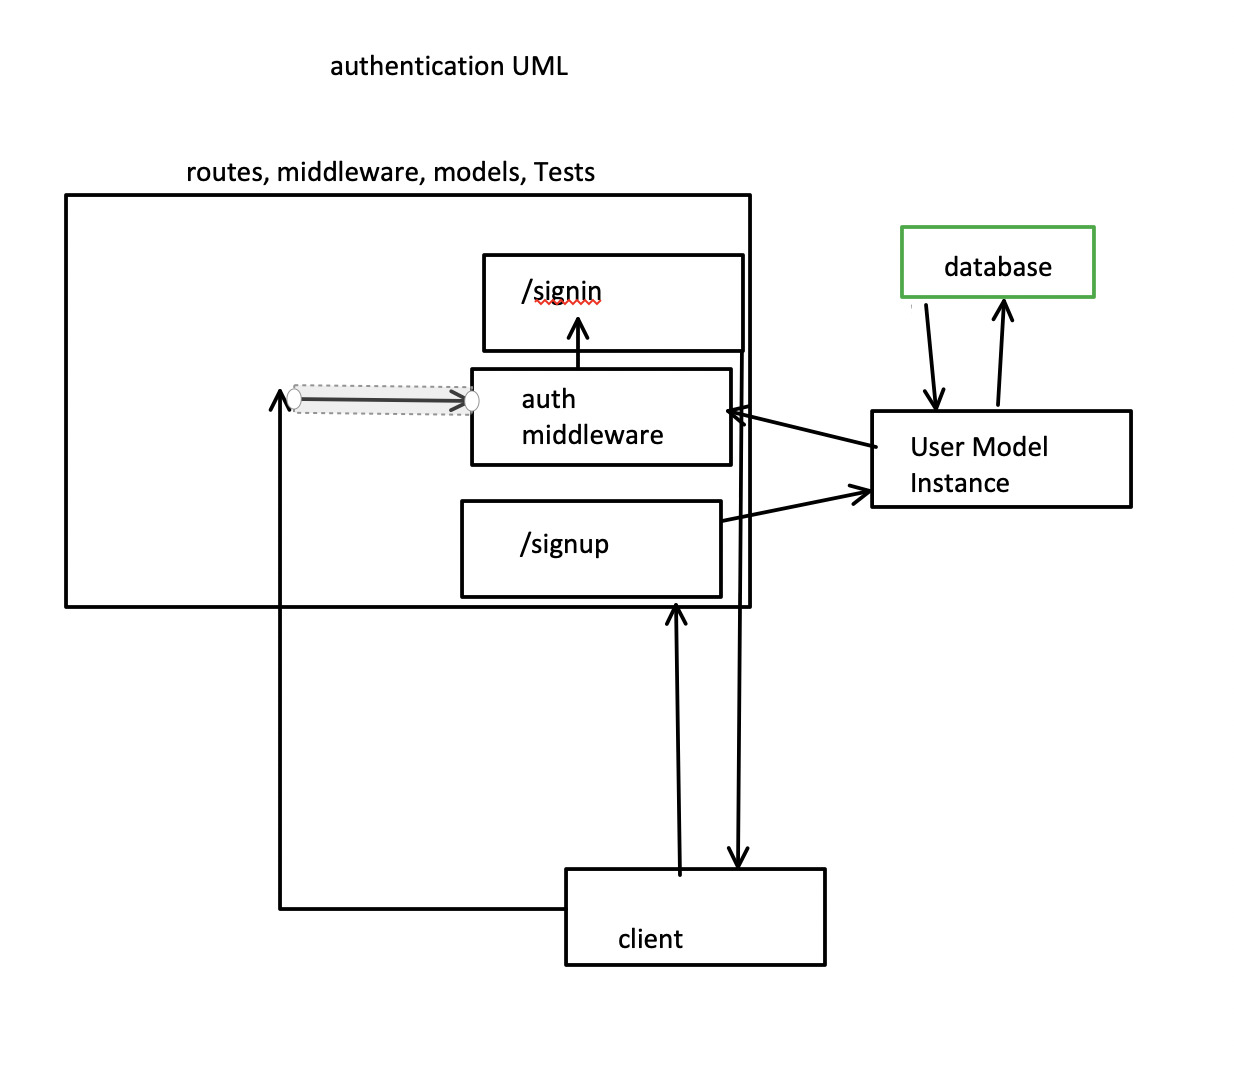 authentication UML
routes, middleware, models, Tests
/signin
database
auth
middleware
User Model
Instance
/signup
client